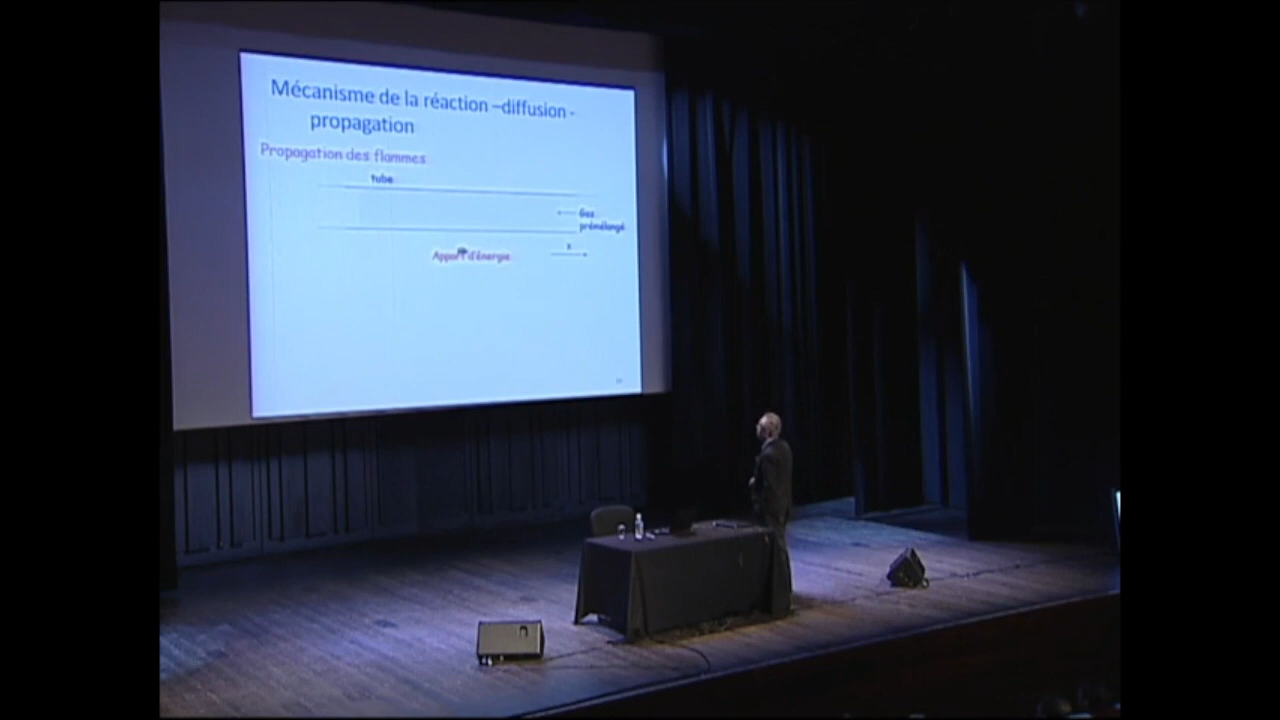 Mécanisme de la réaction –diffusion -
propagation
Propagation des flammes
tube
Gaz
prémélangé
x
Apport d'énergie